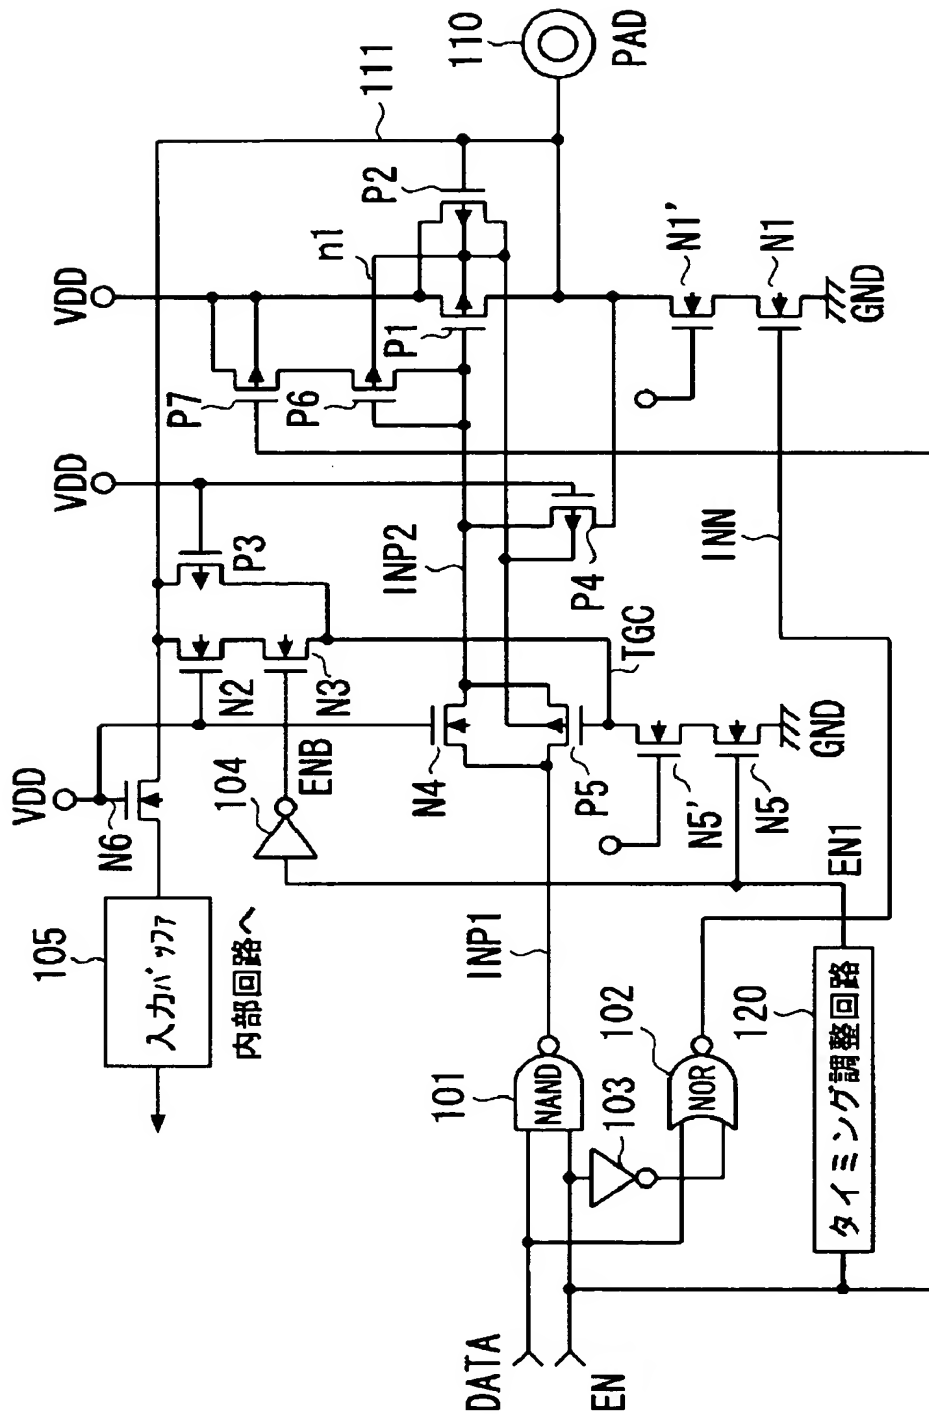 110
PAD
111
P2
n1
VDD
P1
P7
P6
N1'
N1
GND
VDD
P3
INP2
P4
INN
VDD
N6
N2
N3
104
ENB
N4
P5
TGC
N5'
N5
GND
EN1
105
入力バッファ
内部回路へ
INP1
101
NAND
103
102
NOR
120
タイミング調整回路
DATA
EN